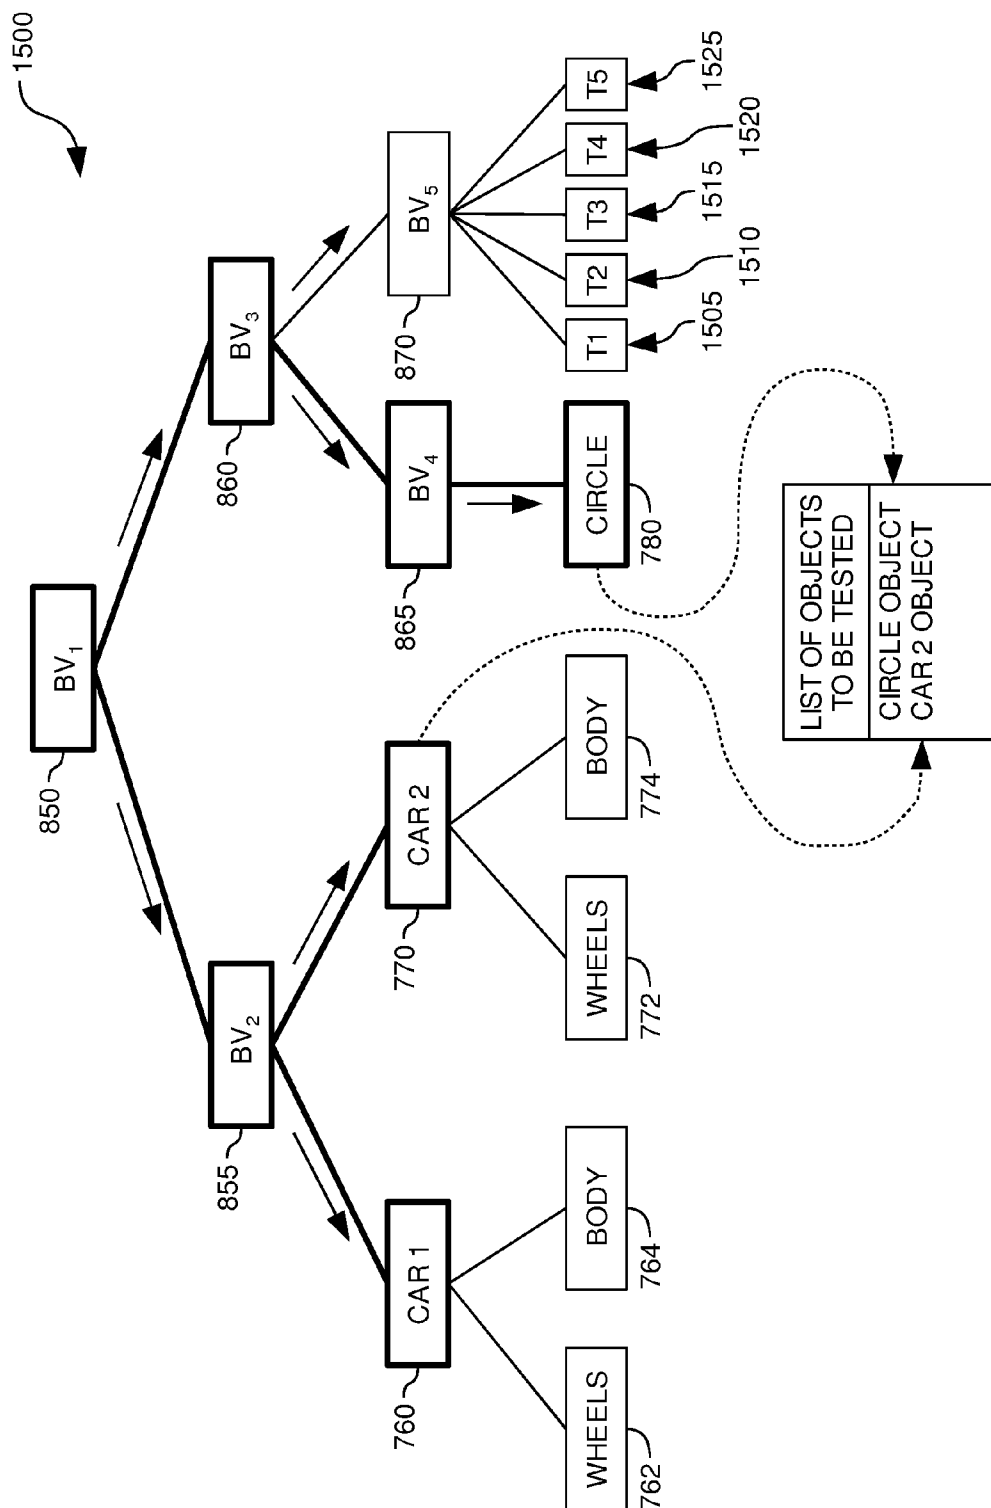 1500
BV1
850
BV2
855
BV3
860
CAR 1
760
CAR 2
770
BV4
865
BV5
870
WHEELS
762
BODY
764
WHEELS
772
BODY
774
CIRCLE
780
T1
T2
T3
T4
T5
1505
1510
1515
1520
1525
LIST OF OBJECTS
TO BE TESTED
CIRCLE OBJECT
CAR 2 OBJECT